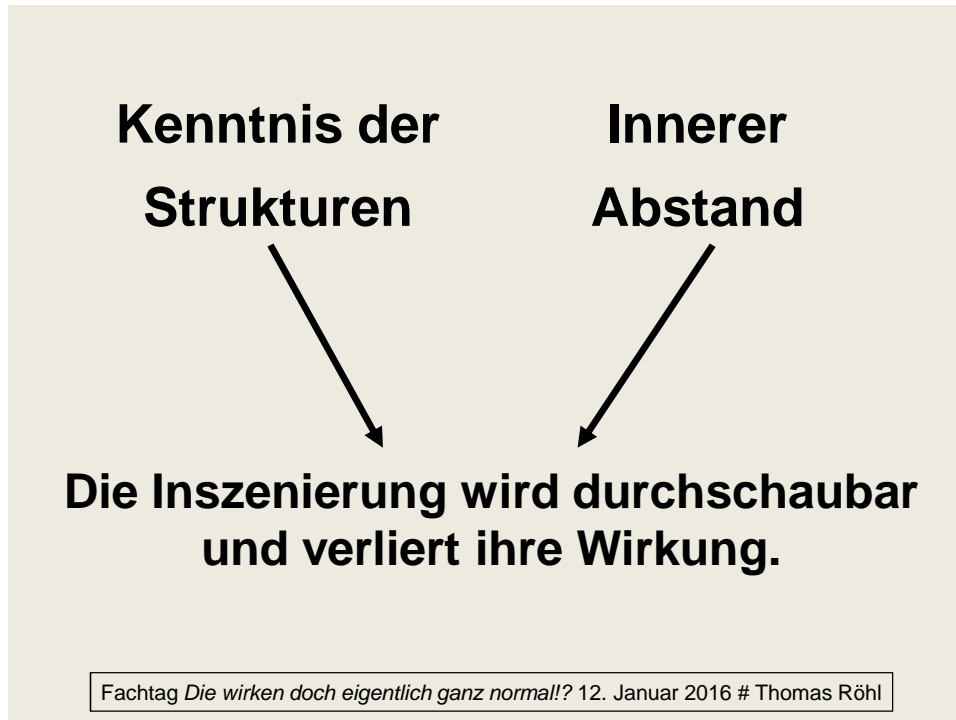 Kenntnis der
Strukturen
Innerer
Abstand
Die Inszenierung wird durchschaubar
und verliert ihre Wirkung.
Fachtag Die wirken doch eigentlich ganz normal!? 12. Januar 2016 # Thomas Röhl